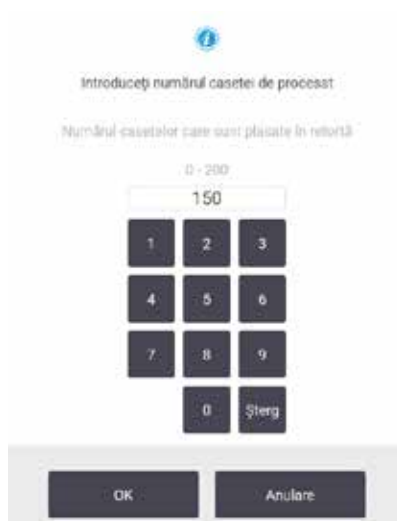 Introduceți numărul casetei de processt
Numărul casetelor care sunt plasate în retortă
0 - 200
150
1 2 3
4 5 6
7 8 9
0 Șterg
OK Anulare